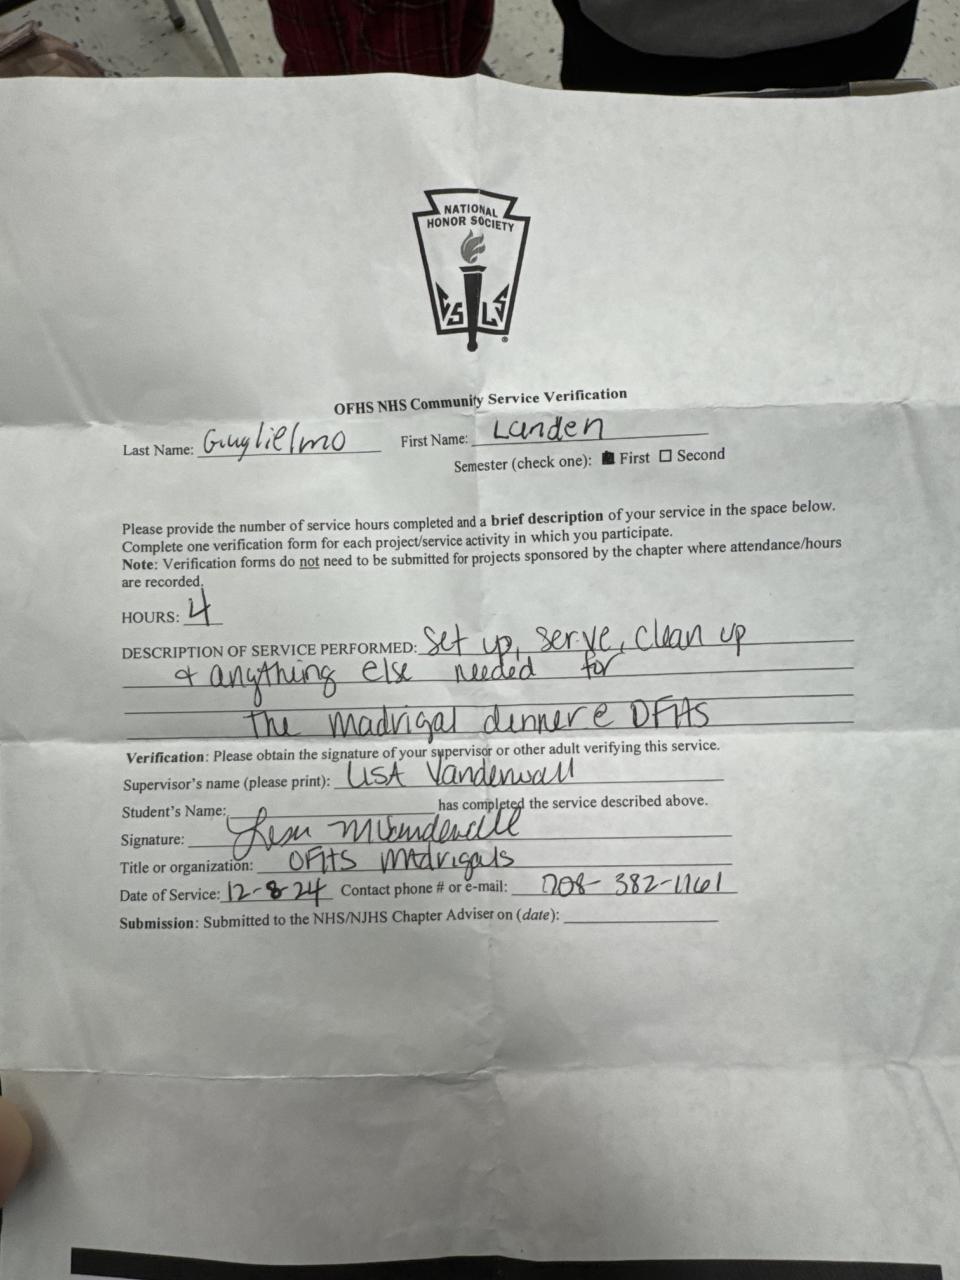 NATIONAL
HONOR SOCIETY
C S L S
OFHS NHS Community Service Verification
Last Name: Guglielmo First Name: Landen
Semester (check one): ■ First ☐ Second
Please provide the number of service hours completed and a brief description of your service in the space below.
Complete one verification form for each project/service activity in which you participate.
Note: Verification forms do not need to be submitted for projects sponsored by the chapter where attendance/hours
are recorded.
HOURS: 4
DESCRIPTION OF SERVICE PERFORMED: Set up, serve, clean up
& anything else needed for
the madrigal dinner @ OFHS
Verification: Please obtain the signature of your supervisor or other adult verifying this service.
Supervisor's name (please print): LISA Vanderwall
Student's Name: has completed the service described above.
Signature: Lisa M Vanderwall
Title or organization: OFHS Madrigals
Date of Service: 12-8-24 Contact phone # or e-mail: 708-382-1161
Submission: Submitted to the NHS/NJHS Chapter Adviser on (date):